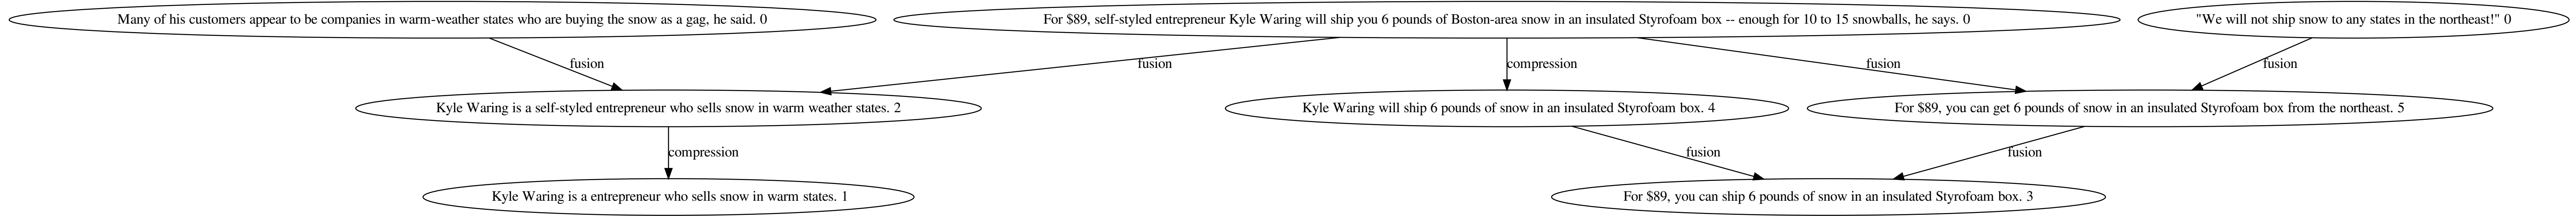 Many of his customers appear to be companies in warm-weather states who are buying the snow as a gag, he said. 0
For $89, self-styled entrepreneur Kyle Waring will ship you 6 pounds of Boston-area snow in an insulated Styrofoam box -- enough for 10 to 15 snowballs, he says. 0
"We will not ship snow to any states in the northeast!" 0
fusion
fusion
compression
fusion
fusion
Kyle Waring is a self-styled entrepreneur who sells snow in warm weather states. 2
Kyle Waring will ship 6 pounds of snow in an insulated Styrofoam box. 4
For $89, you can get 6 pounds of snow in an insulated Styrofoam box from the northeast. 5
compression
fusion
fusion
Kyle Waring is a entrepreneur who sells snow in warm states. 1
For $89, you can ship 6 pounds of snow in an insulated Styrofoam box. 3